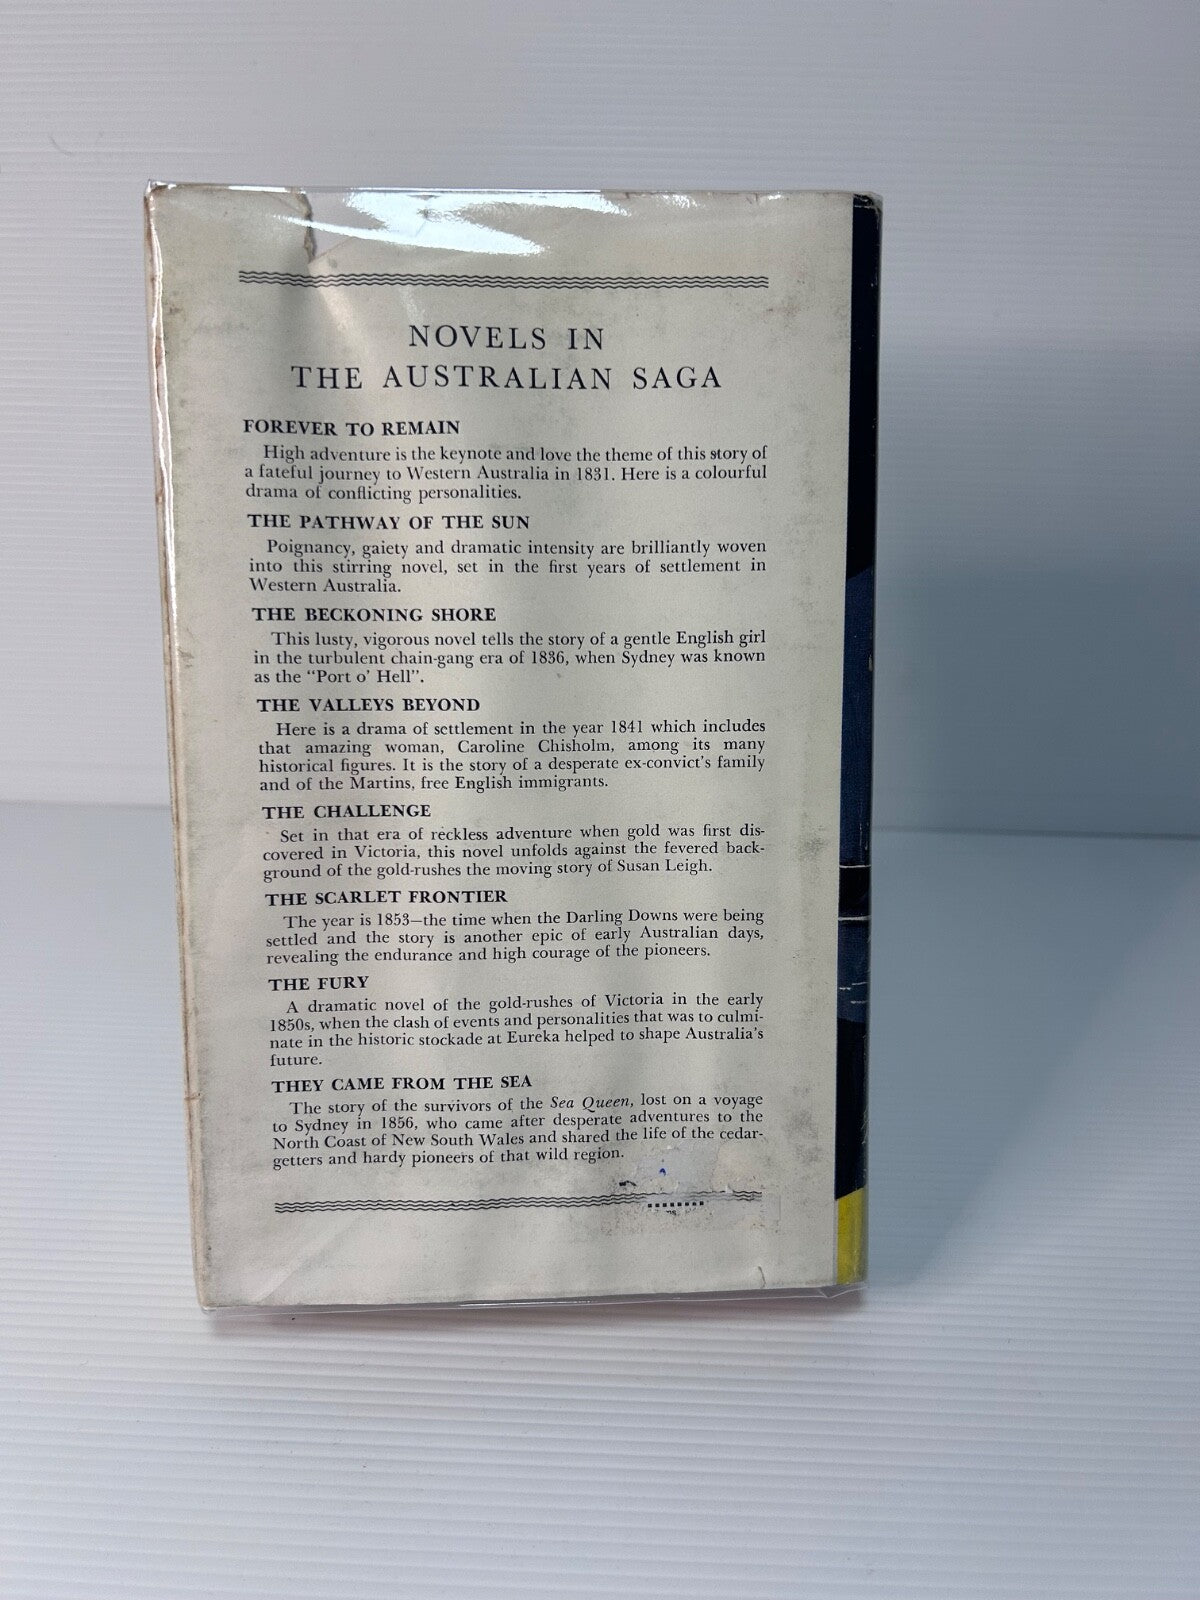 NOVELS IN
THE AUSTRALIAN SAGA
FOREVER TO REMAIN
High adventure is the keynote and love the theme of this story of
a fateful journey to Western Australia in 1831. Here is a colourful
drama of conflicting personalities.
THE PATHWAY OF THE SUN
Poignancy, gaiety and dramatic intensity are brilliantly woven
into this stirring novel, set in the first years of settlement in
Western Australia.
THE BECKONING SHORE
This lusty, vigorous novel tells the story of a gentle English girl
in the turbulent chain-gang era of 1836, when Sydney was known
as the "Port o' Hell".
THE VALLEYS BEYOND
Here is a drama of settlement in the year 1841 which includes
that amazing woman, Caroline Chisholm, among its many
historical figures. It is the story of a desperate ex-convict's family
and of the Martins, free English immigrants.
THE CHALLENGE
Set in that era of reckless adventure when gold was first dis-
covered in Victoria, this novel unfolds against the fevered back-
ground of the gold-rushes the moving story of Susan Leigh.
THE SCARLET FRONTIER
The year is 1853—the time when the Darling Downs were being
settled and the story is another epic of early Australian days,
revealing the endurance and high courage of the pioneers.
THE FURY
A dramatic novel of the gold-rushes of Victoria in the early
1850s, when the clash of events and personalities that was to culmi-
nate in the historic stockade at Eureka helped to shape Australia's
future.
THEY CAME FROM THE SEA
The story of the survivors of the Sea Queen, lost on a voyage
to Sydney in 1856, who came after desperate adventures to the
North Coast of New South Wales and shared the life of the cedar-
getters and hardy pioneers of that wild region.